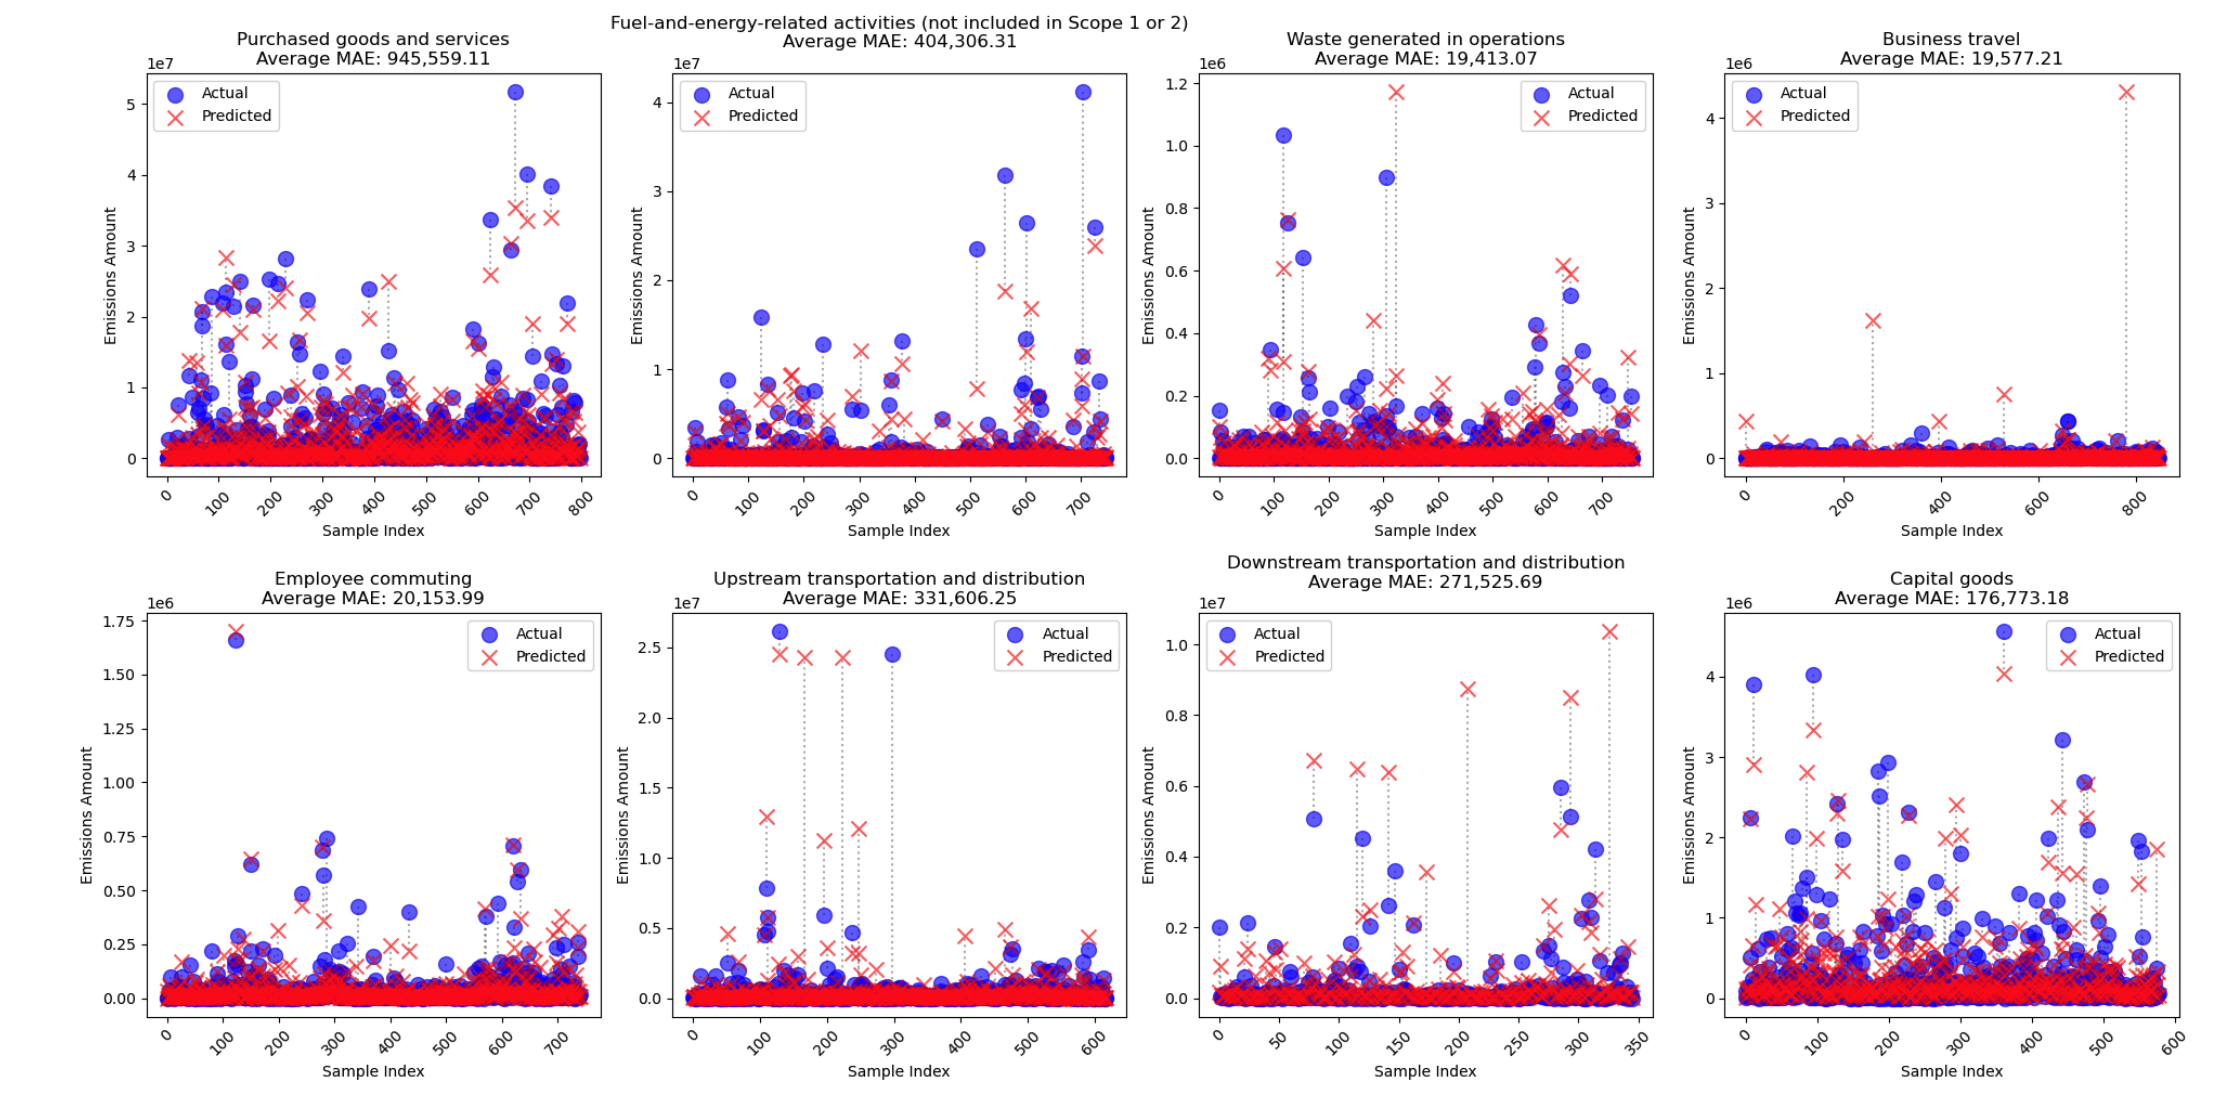 Purchased goods and services
Average MAE: 945,559.11
1e7
Actual
Predicted
5
4
3
2
1
0
Emissions Amount
0 100 200 300 400 500 600 700 800
Sample Index
Fuel-and-energy-related activities (not included in Scope 1 or 2)
Average MAE: 404,306.31
1e7
Actual
Predicted
4
3
2
1
0
Emissions Amount
0 100 200 300 400 500 600 700
Sample Index
Waste generated in operations
Average MAE: 19,413.07
1e6
Actual
Predicted
1.2
1.0
0.8
0.6
0.4
0.2
0.0
Emissions Amount
0 100 200 300 400 500 600 700
Sample Index
Business travel
Average MAE: 19,577.21
1e6
Actual
Predicted
4
3
2
1
0
Emissions Amount
0 200 400 600 800
Sample Index
Employee commuting
Average MAE: 20,153.99
1e6
Actual
Predicted
1.75
1.50
1.25
1.00
0.75
0.50
0.25
0.00
Emissions Amount
0 100 200 300 400 500 600 700
Sample Index
Upstream transportation and distribution
Average MAE: 331,606.25
1e7
Actual
Predicted
2.5
2.0
1.5
1.0
0.5
0.0
Emissions Amount
0 100 200 300 400 500 600
Sample Index
Downstream transportation and distribution
Average MAE: 271,525.69
1e7
Actual
Predicted
1.0
0.8
0.6
0.4
0.2
0.0
Emissions Amount
0 50 100 150 200 250 300 350
Sample Index
Capital goods
Average MAE: 176,773.18
1e6
Actual
Predicted
4
3
2
1
0
Emissions Amount
0 100 200 300 400 500 600
Sample Index